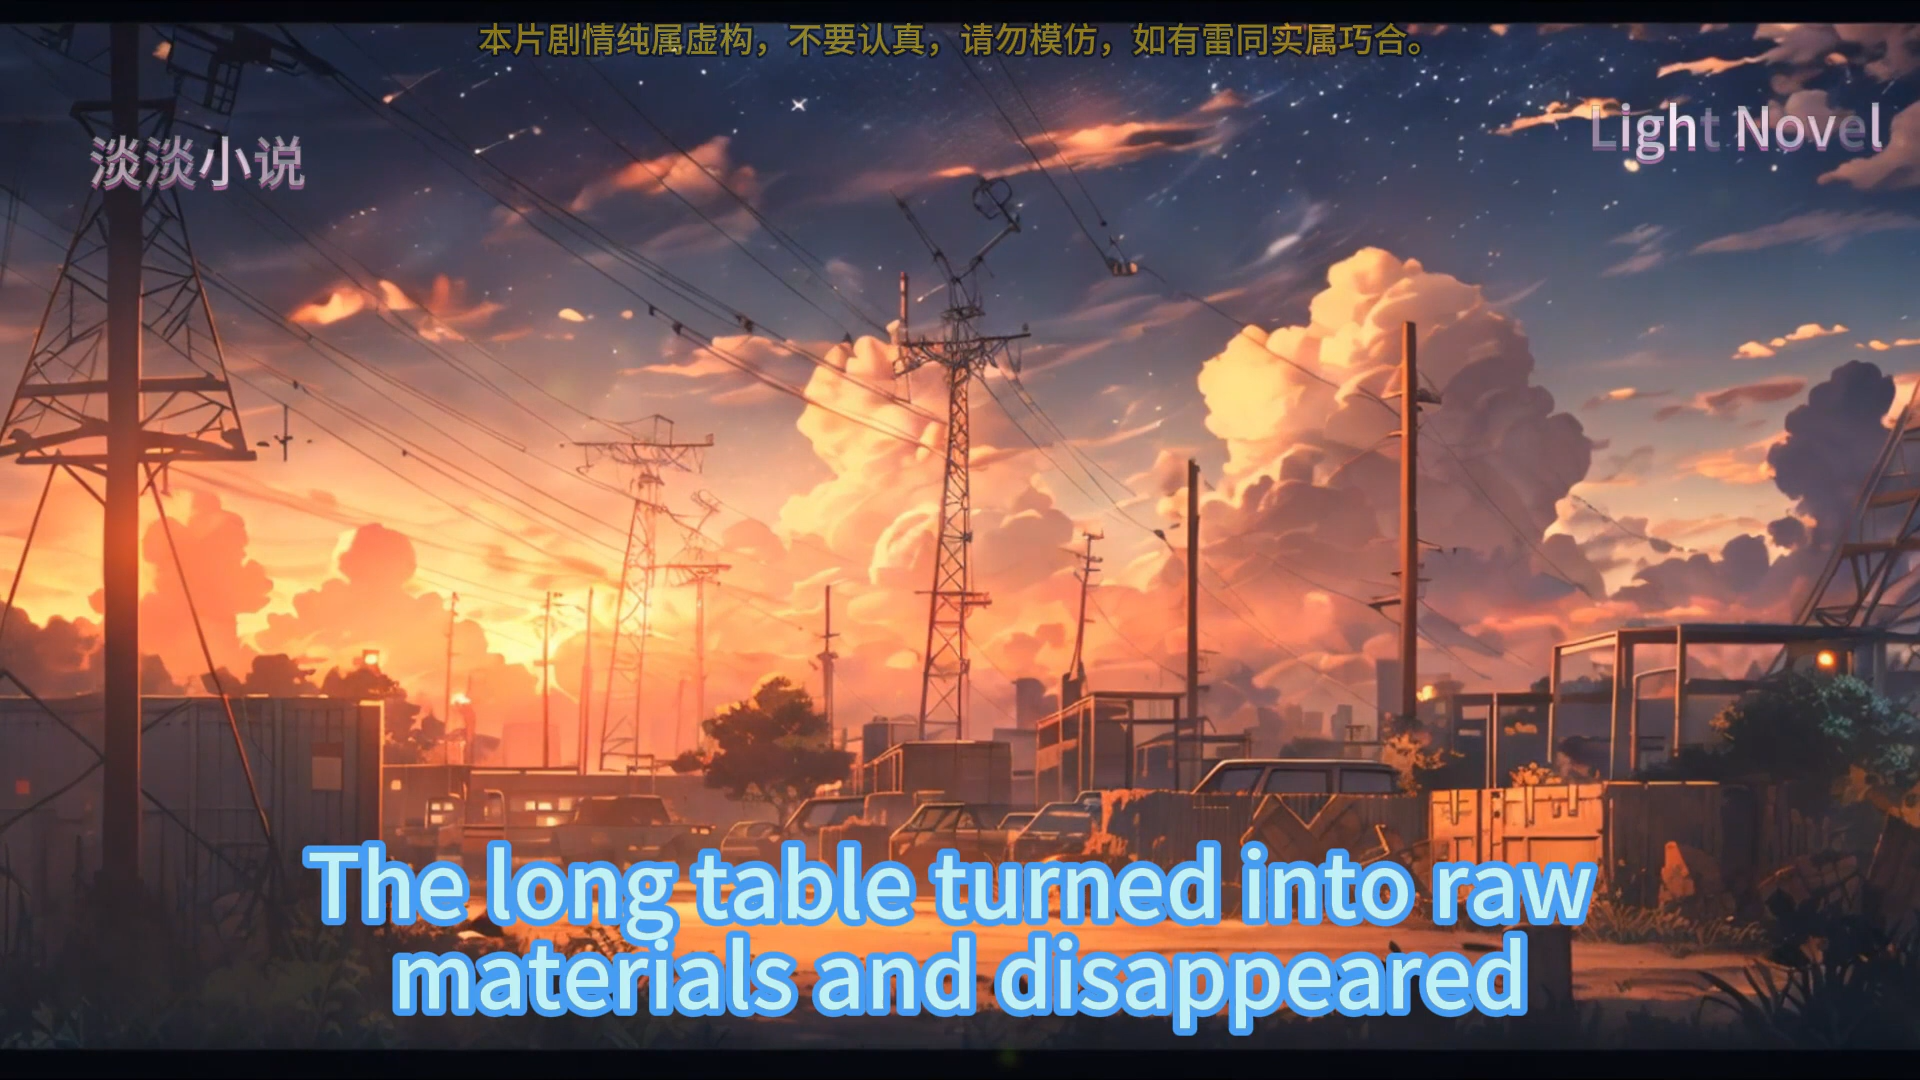 本片剧情纯属虚构，不要认真，请勿模仿，如有雷同实属巧合。
淡淡小说
Light Novel
The long table turned into raw
materials and disappeared